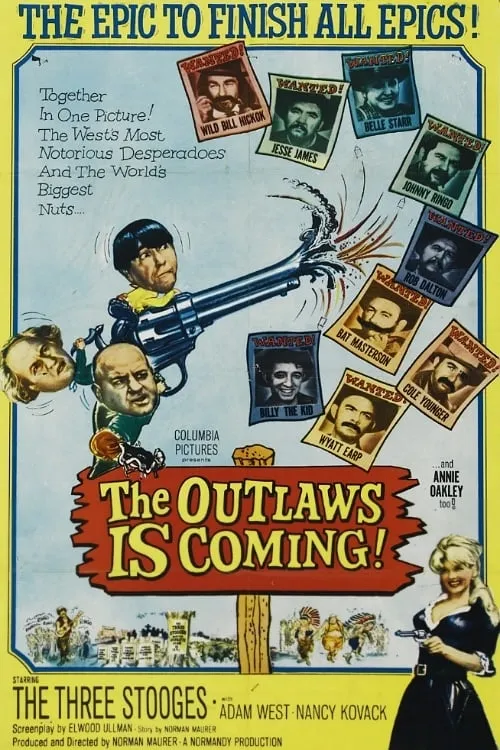 THE EPIC TO FINISH ALL EPICS!
Together
In One Picture!
The West's Most
Notorious Desperadoes
And The World's
Biggest
Nuts....
WANTED!
WILD BILL HICKOK
WANTED!
JESSE JAMES
WANTED!
BELLE STARR
WANTED!
JOHNNY RINGO
WANTED!
ROB DALTON
WANTED!
BAT MASTERSON
WANTED!
COLE YOUNGER
WANTED!
BILLY THE KID
WANTED!
WYATT EARP
COLUMBIA
PICTURES
presents
...and
ANNIE
OAKLEY
too!
The OUTLAWS
IS COMING!
STARRING
THE THREE STOOGES · with ADAM WEST · NANCY KOVACK
Screenplay by ELWOOD ULLMAN · Story by NORMAN MAURER
Produced and Directed by NORMAN MAURER · A NORMANDY PRODUCTION